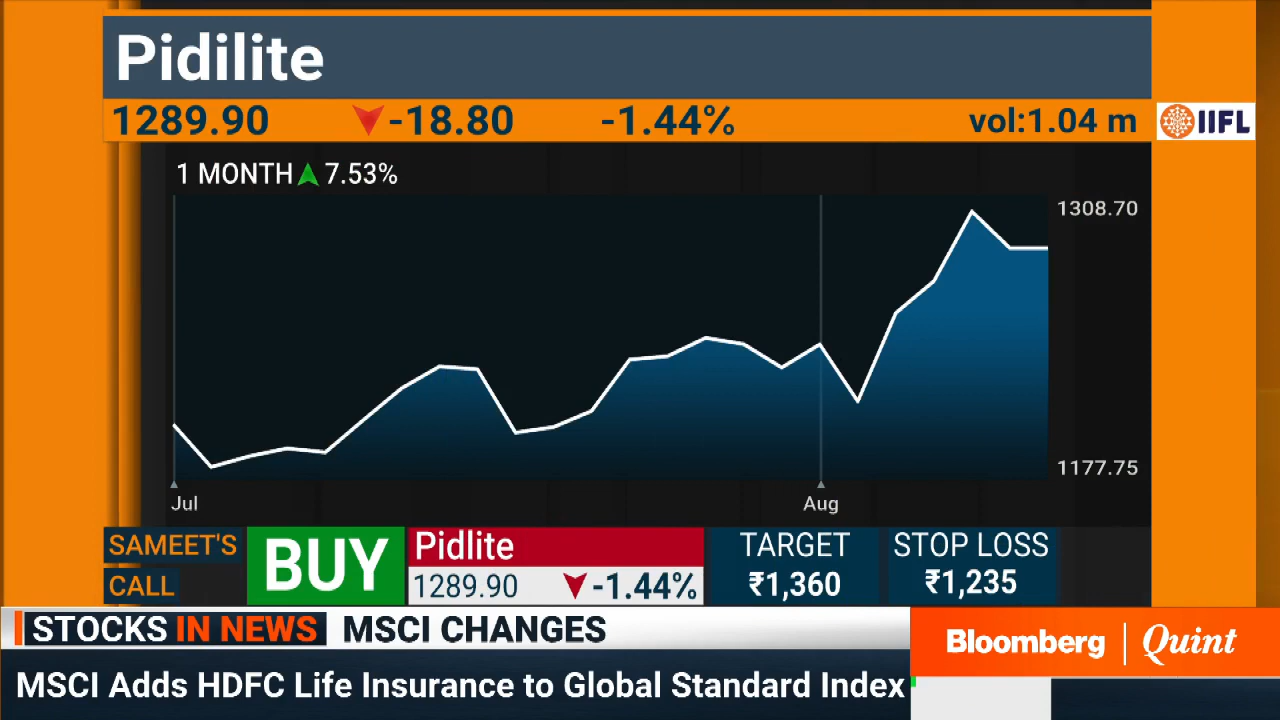 Pidilite
1289.90 -18.80 -1.44% vol:1.04 m
IIFL
1 MONTH 7.53%
1308.70
1177.75
Jul Aug
SAMEET'S
CALL
BUY
Pidlite
1289.90 -1.44%
TARGET
₹1,360
STOP LOSS
₹1,235
STOCKS IN NEWS MSCI CHANGES
Bloomberg | Quint
MSCI Adds HDFC Life Insurance to Global Standard Index